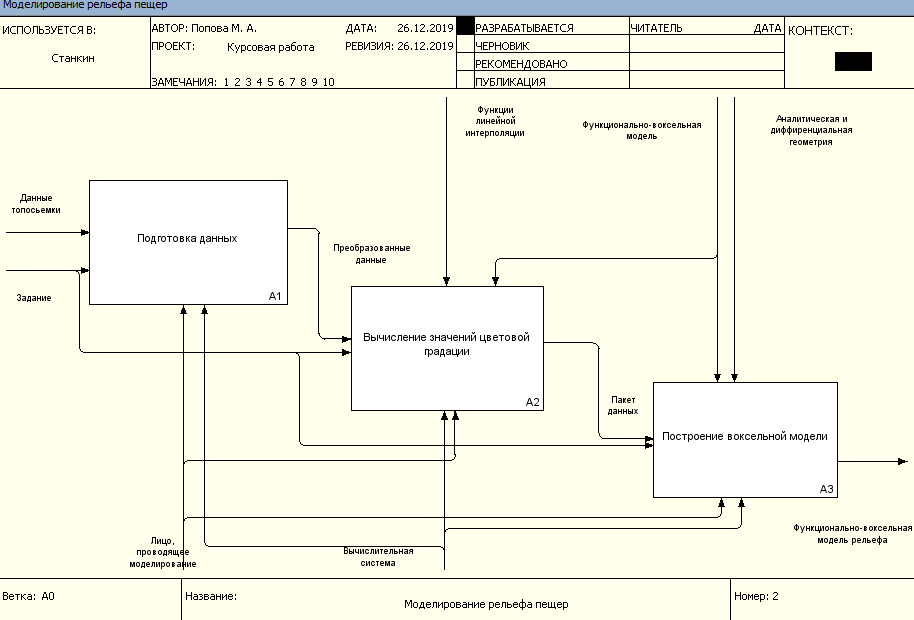 Моделирование рельефа пещер
ИСПОЛЬЗУЕТСЯ В:
Станкин
АВТОР: Попова М. А.
ДАТА: 26.12.2019
ПРОЕКТ: Курсовая работа
РЕВИЗИЯ: 26.12.2019
ЗАМЕЧАНИЯ: 1 2 3 4 5 6 7 8 9 10
РАЗРАБАТЫВАЕТСЯ
ЧЕРНОВИК
РЕКОМЕНДОВАНО
ПУБЛИКАЦИЯ
ЧИТАТЕЛЬ
ДАТА
КОНТЕКСТ:
Функции
линейной
интерполяции
Функционально-воксельная
модель
Аналитическая и
диффиренциальная
геометрия
Данные
топосьемки
Задание
Подготовка данных
A1
Преобразованные
данные
Вычисление значений цветовой
градации
A2
Пакет
данных
Построение воксельной модели
A3
Функционально-воксельная
модель рельефа
Лицо,
проводящее
моделирование
Вычислительная
система
Ветка: A0
Название:
Моделирование рельефа пещер
Номер: 2